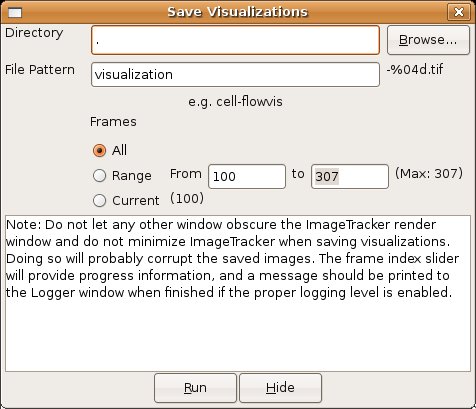 Save Visualizations
Directory . Browse...
File Pattern visualization -%04d.tif
e.g. cell-flowvis
Frames
All
Range From 100 to 307 (Max: 307)
Current (100)
Note: Do not let any other window obscure the ImageTracker render
window and do not minimize ImageTracker when saving visualizations.
Doing so will probably corrupt the saved images. The frame index slider
will provide progress information, and a message should be printed to
the Logger window when finished if the proper logging level is enabled.
Run Hide